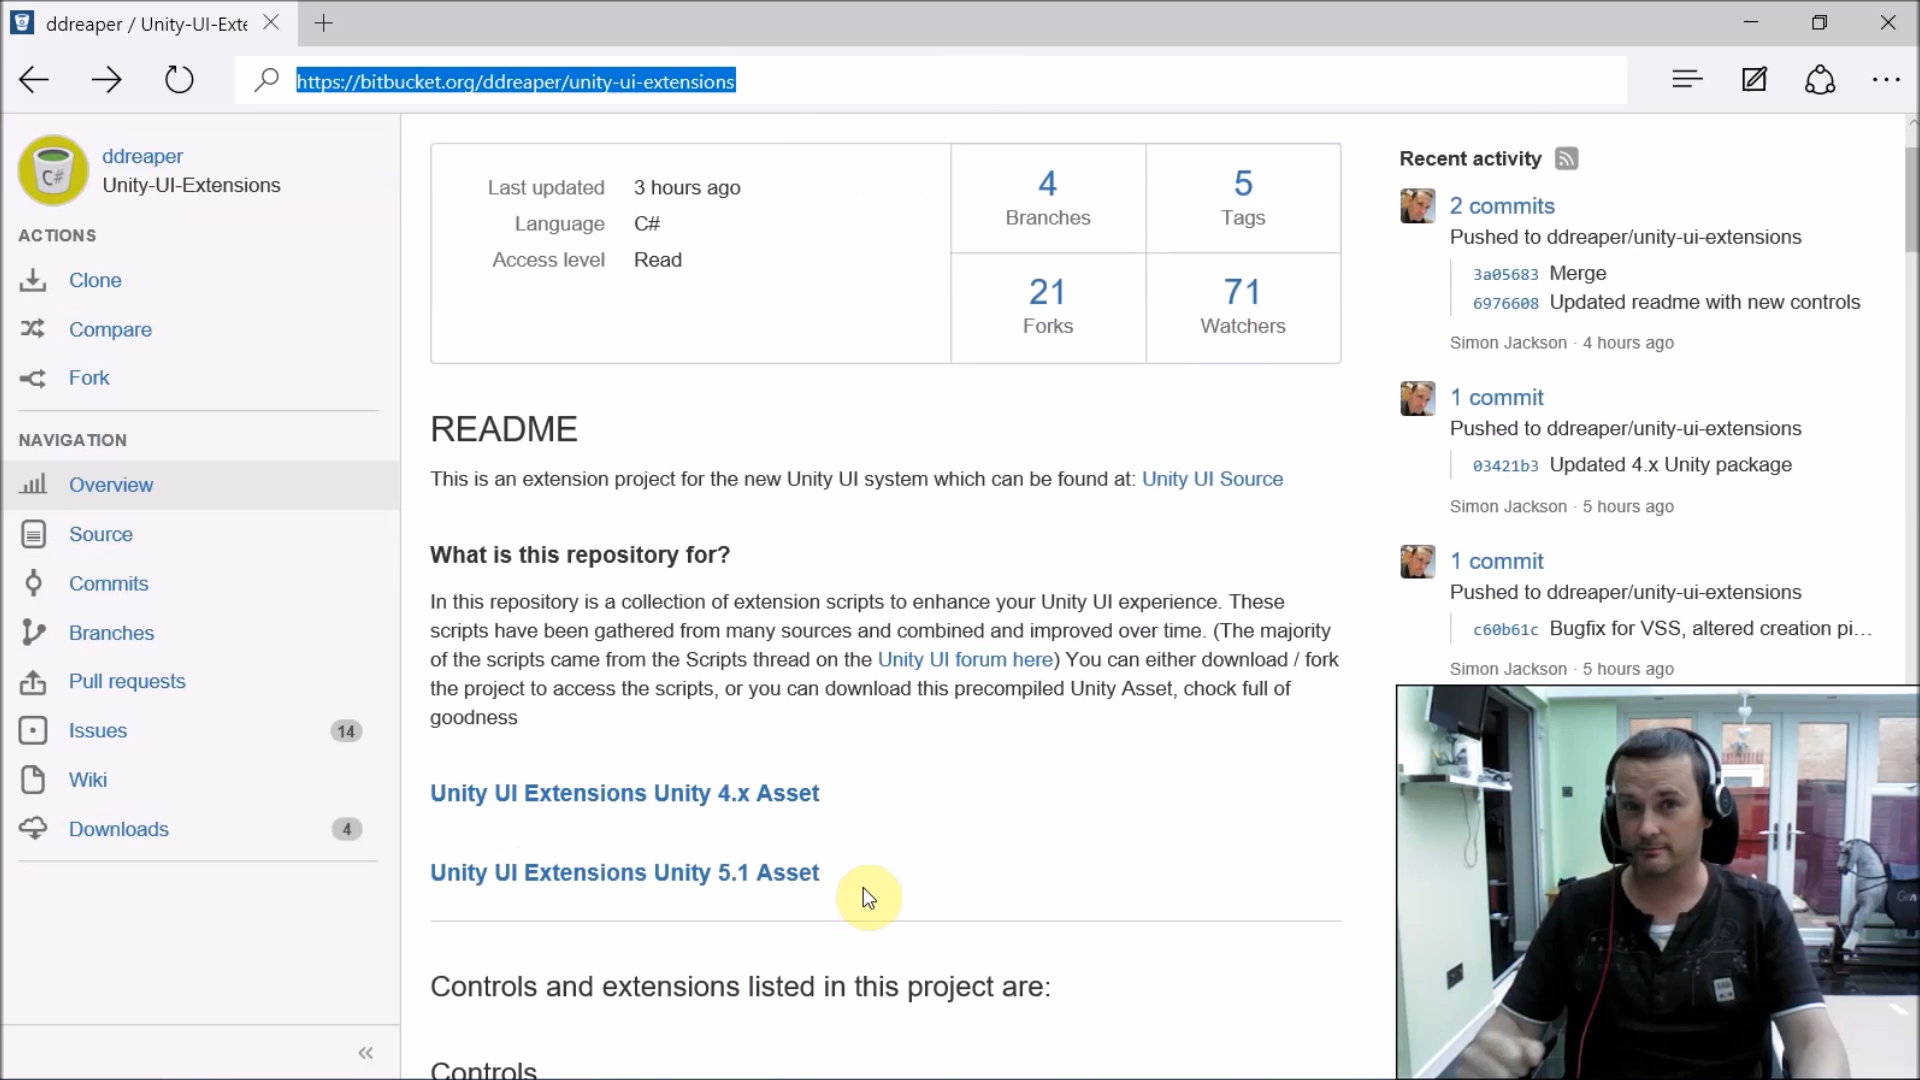 ddreaper / Unity-UI-Exte
https://bitbucket.org/ddreaper/unity-ui-extensions
C#
ddreaper
Unity-UI-Extensions
ACTIONS
Clone
Compare
Fork
NAVIGATION
Overview
Source
Commits
Branches
Pull requests
Issues 14
Wiki
Downloads 4
Last updated 3 hours ago
Language C#
Access level Read
4
Branches
5
Tags
21
Forks
71
Watchers
README
This is an extension project for the new Unity UI system which can be found at: Unity UI Source
What is this repository for?
In this repository is a collection of extension scripts to enhance your Unity UI experience. These
scripts have been gathered from many sources and combined and improved over time. (The majority
of the scripts came from the Scripts thread on the Unity UI forum here) You can either download / fork
the project to access the scripts, or you can download this precompiled Unity Asset, chock full of
goodness
Unity UI Extensions Unity 4.x Asset
Unity UI Extensions Unity 5.1 Asset
Controls and extensions listed in this project are:
Controls
Recent activity
2 commits
Pushed to ddreaper/unity-ui-extensions
3a05683 Merge
6976608 Updated readme with new controls
Simon Jackson · 4 hours ago
1 commit
Pushed to ddreaper/unity-ui-extensions
03421b3 Updated 4.x Unity package
Simon Jackson · 5 hours ago
1 commit
Pushed to ddreaper/unity-ui-extensions
c60b61c Bugfix for VSS, altered creation pi...
Simon Jackson · 5 hours ago